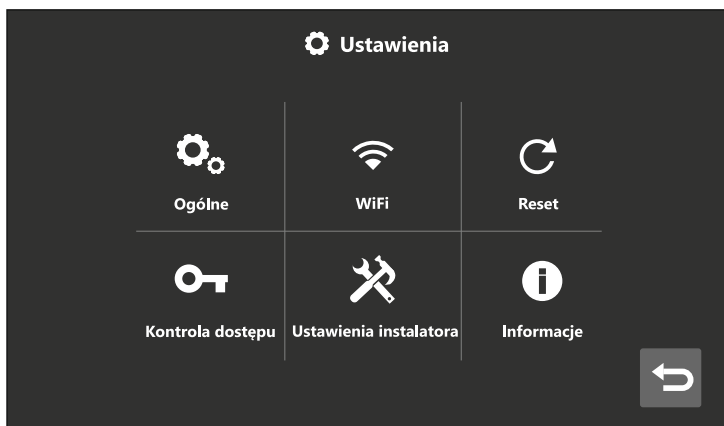 Ustawienia
Ogólne
WiFi
Reset
Kontrola dostępu
Ustawienia instalatora
Informacje